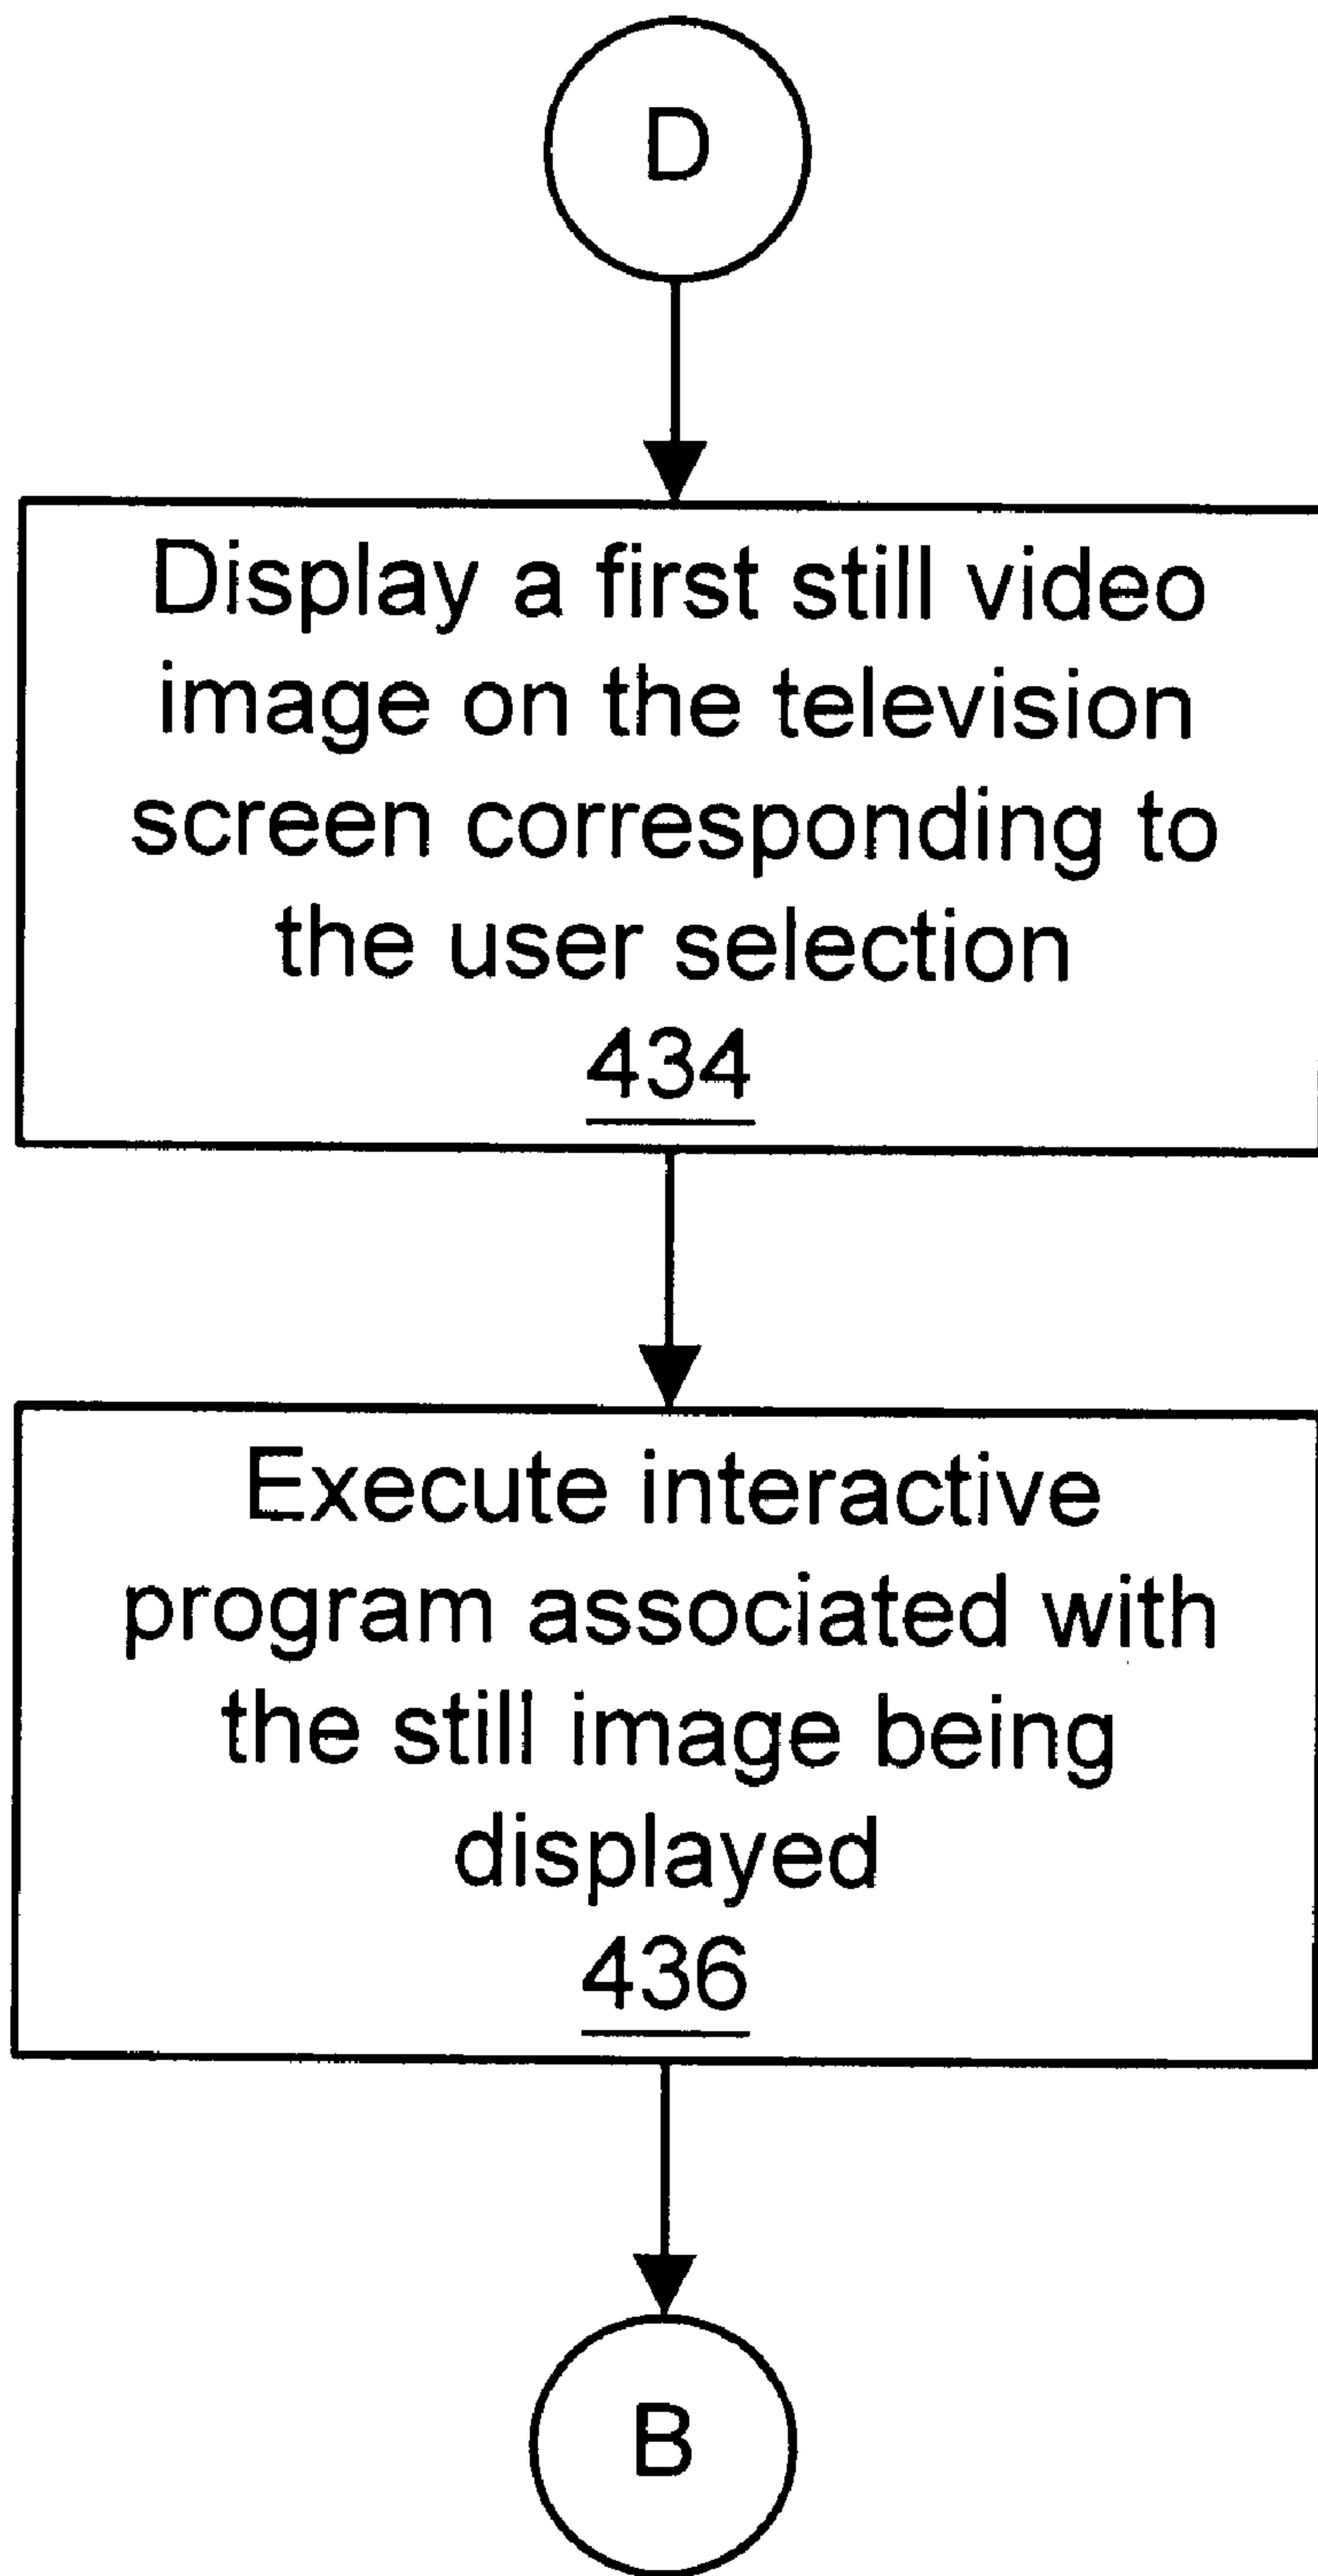 D
Display a first still video
image on the television
screen corresponding to
the user selection
434
Execute interactive
program associated with
the still image being
displayed
436
B